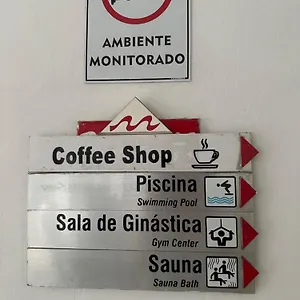 AMBIENTE
MONITORADO
Coffee Shop
Piscina
Swimming Pool
Sala de Ginástica
Gym Center
Sauna
Sauna Bath